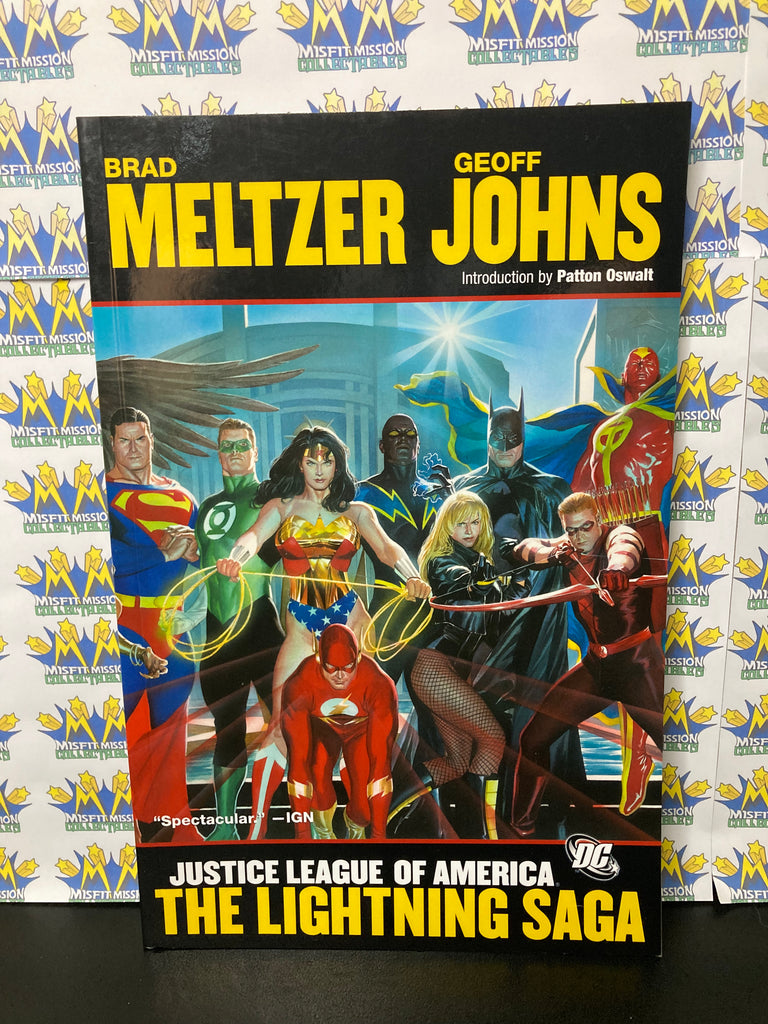 BRAD
MELTZER
GEOFF
JOHNS
Introduction by Patton Oswalt
"Spectacular." —IGN
DC
JUSTICE LEAGUE OF AMERICA
THE LIGHTNING SAGA
MISFIT MISSION
COLLECTABLES